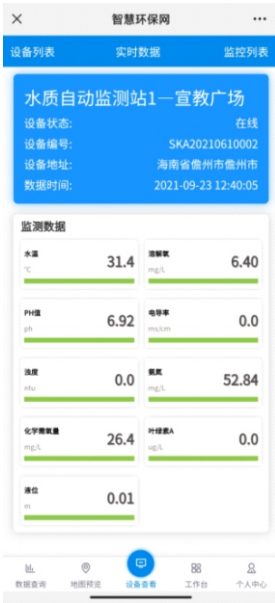 智慧环保网
设备列表 实时数据 监控列表
水质自动监测站1—宣教广场
设备状态: 在线
设备编号: SKA20210610002
设备地址: 海南省儋州市儋州市
数据时间: 2021-09-23 12:40:05
监测数据
水温 ℃ 31.4
溶解氧 mg/L 6.40
PH值 ph 6.92
电导率 ms/cm 0.0
浊度 ntu 0.0
氨氮 mg/L 52.84
化学需氧量 mg/L 26.4
叶绿素A ug/L 0.0
液位 m 0.01
数据查询 地图预览 设备查看 工作台 个人中心